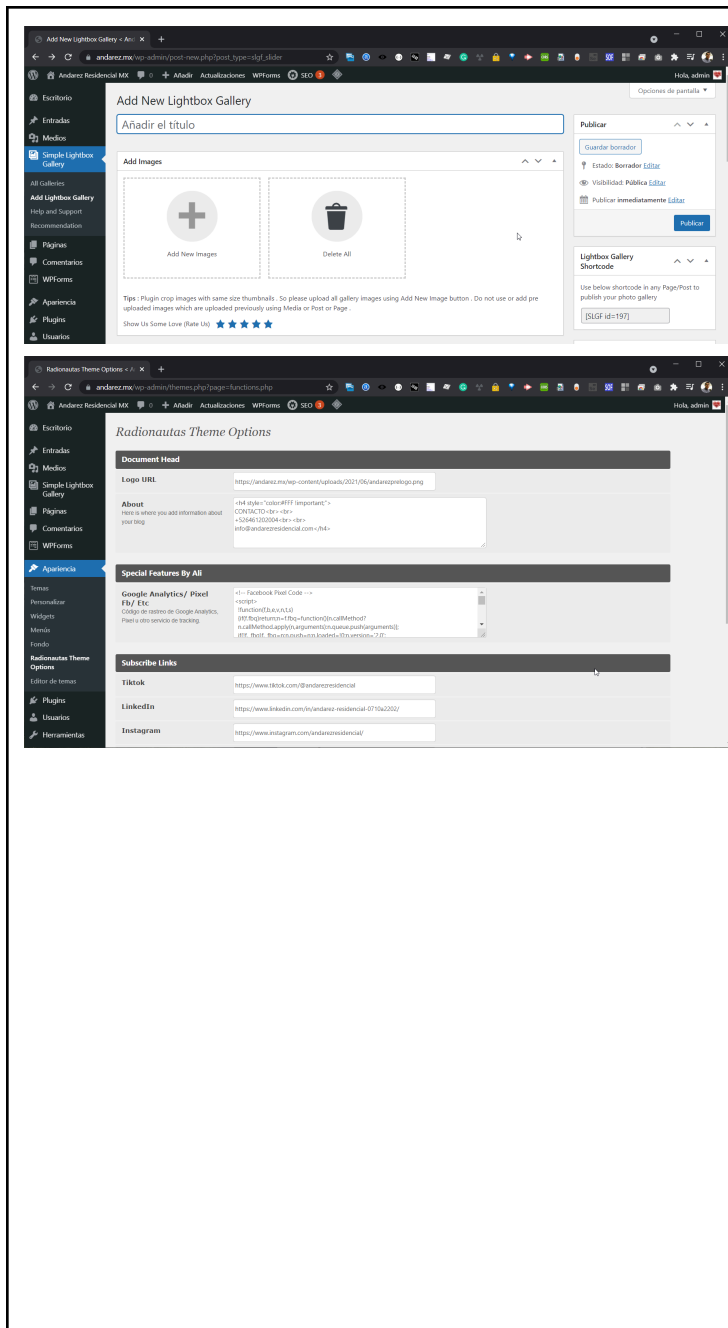 Add New Lightbox Gallery < And
andarez.mx/wp-admin/post-new.php?post_type=slgf_slider
Andarez Residencial MX 0 + Añadir Actualizaciones WPForms SEO 3 Hola, admin
Opciones de pantalla ▼
Escritorio
Entradas
Medios
Simple Lightbox
Gallery
All Galleries
Add Lightbox Gallery
Help and Support
Recommendation
Páginas
Comentarios
WPForms
Apariencia
Plugins
Usuarios
Add New Lightbox Gallery
Añadir el título
Add Images
Add New Images
Delete All
Tips : Plugin crop images with same size thumbnails . So please upload all gallery images using Add New Image button . Do not use or add pre
uploaded images which are uploaded previously using Media or Post or Page .
Show Us Some Love (Rate Us)
Publicar
Guardar borrador
Estado: Borrador Editar
Visibilidad: Pública Editar
Publicar inmediatamente Editar
Publicar
Lightbox Gallery
Shortcode
Use below shortcode in any Page/Post to
publish your photo gallery
[SLGF id=197]
Radionautas Theme Options < A
andarez.mx/wp-admin/themes.php?page=functions.php
Andarez Residencial MX 0 + Añadir Actualizaciones WPForms SEO 3 Hola, admin
Escritorio
Entradas
Medios
Simple Lightbox
Gallery
Páginas
Comentarios
WPForms
Apariencia
Temas
Personalizar
Widgets
Menús
Fondo
Radionautas Theme
Options
Editor de temas
Plugins
Usuarios
Herramientas
Radionautas Theme Options
Document Head
Logo URL
https://andarez.mx/wp-content/uploads/2021/06/andarezprelogo.png
About
Here is where you add information about
your blog
<h4 style="color:#fff !important;">
CONTACTO<br> <br>
+526461202004<br> <br>
info@andarezresidencial.com</h4>
Special Features By Ali
Google Analytics/ Pixel
Fb/ Etc
Código de rastreo de Google Analytics,
Pixel u otro servicio de tracking.
<!-- Facebook Pixel Code -->
<script>
!function(f,b,e,v,n,t,s)
{if(f.fbq)return;n=f.fbq=function(){n.callMethod?
n.callMethod.apply(n,arguments):n.queue.push(arguments)};
if(!f._fbq)f._fbq=n;n.push=n;n.loaded=!0;n.version='2.0';
Subscribe Links
Tiktok
https://www.tiktok.com/@andarezresidencial
LinkedIn
https://www.linkedin.com/in/andarez-residencial-0710a2202/
Instagram
https://www.instagram.com/andarezresidencial/